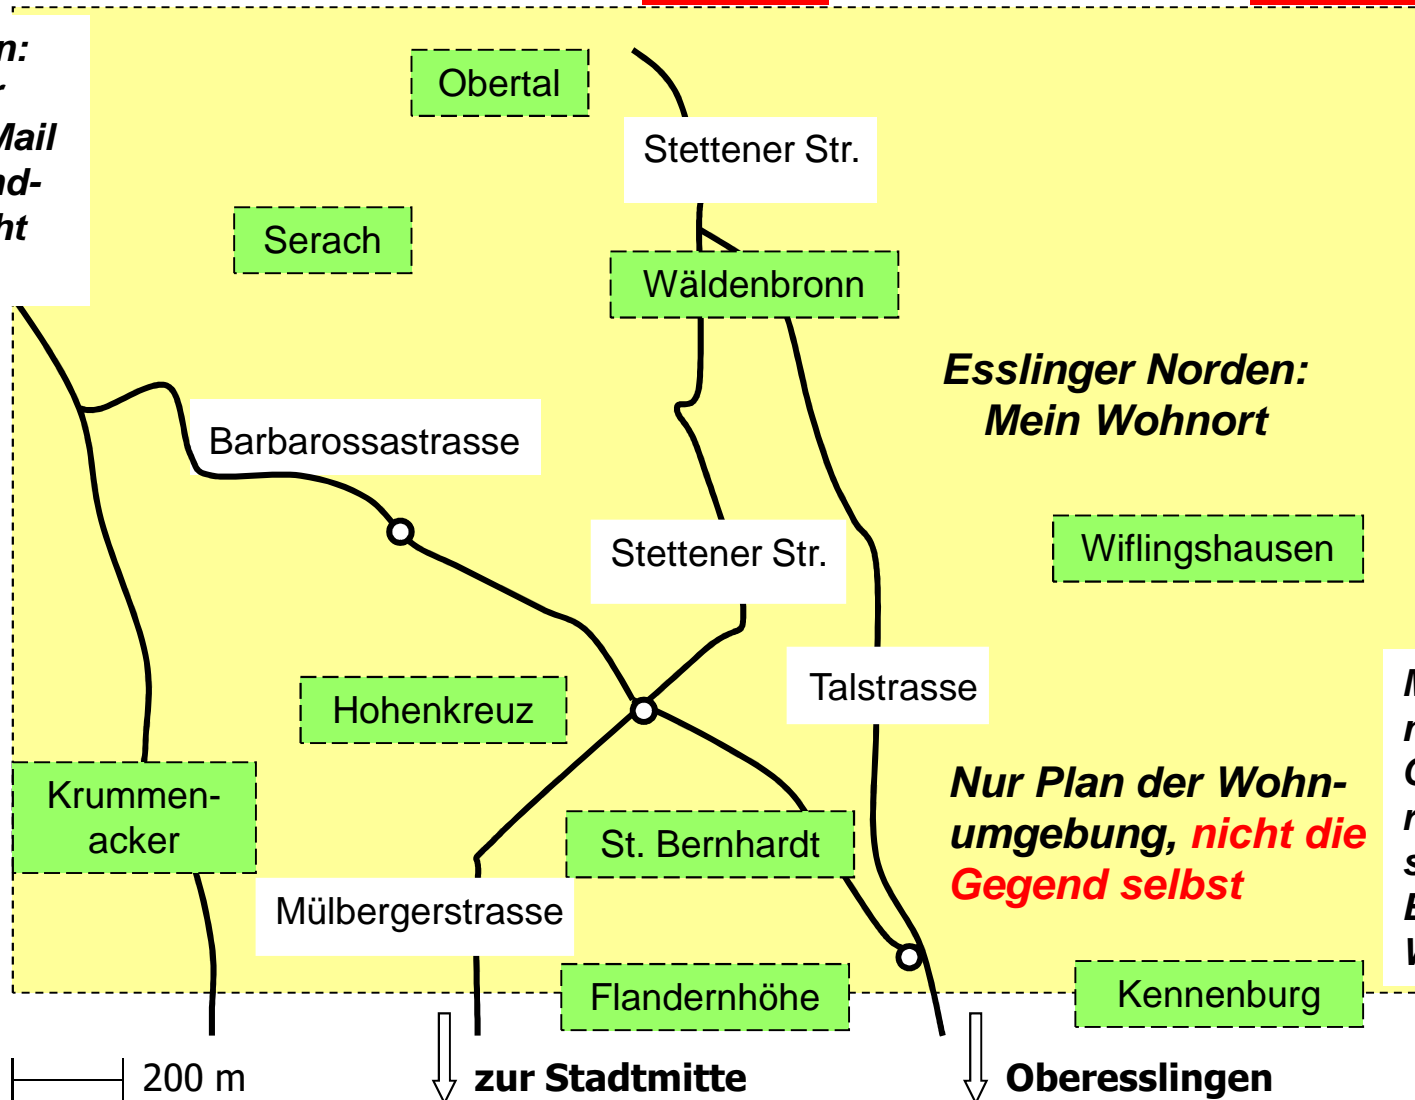 Mail
Obertal
Stettener Str.
Serach
Wäldenbronn
Esslinger Norden:
Mein Wohnort
Barbarossastrasse
Stettener Str.
Wiflingshausen
Hohenkreuz
Talstrasse
Krummen-
acker
St. Bernhardt
Nur Plan der Wohn-
umgebung, nicht die
Gegend selbst
Mülbergerstrasse
Flandernhöhe
Kennenburg
200 m
zur Stadtmitte
Oberesslingen